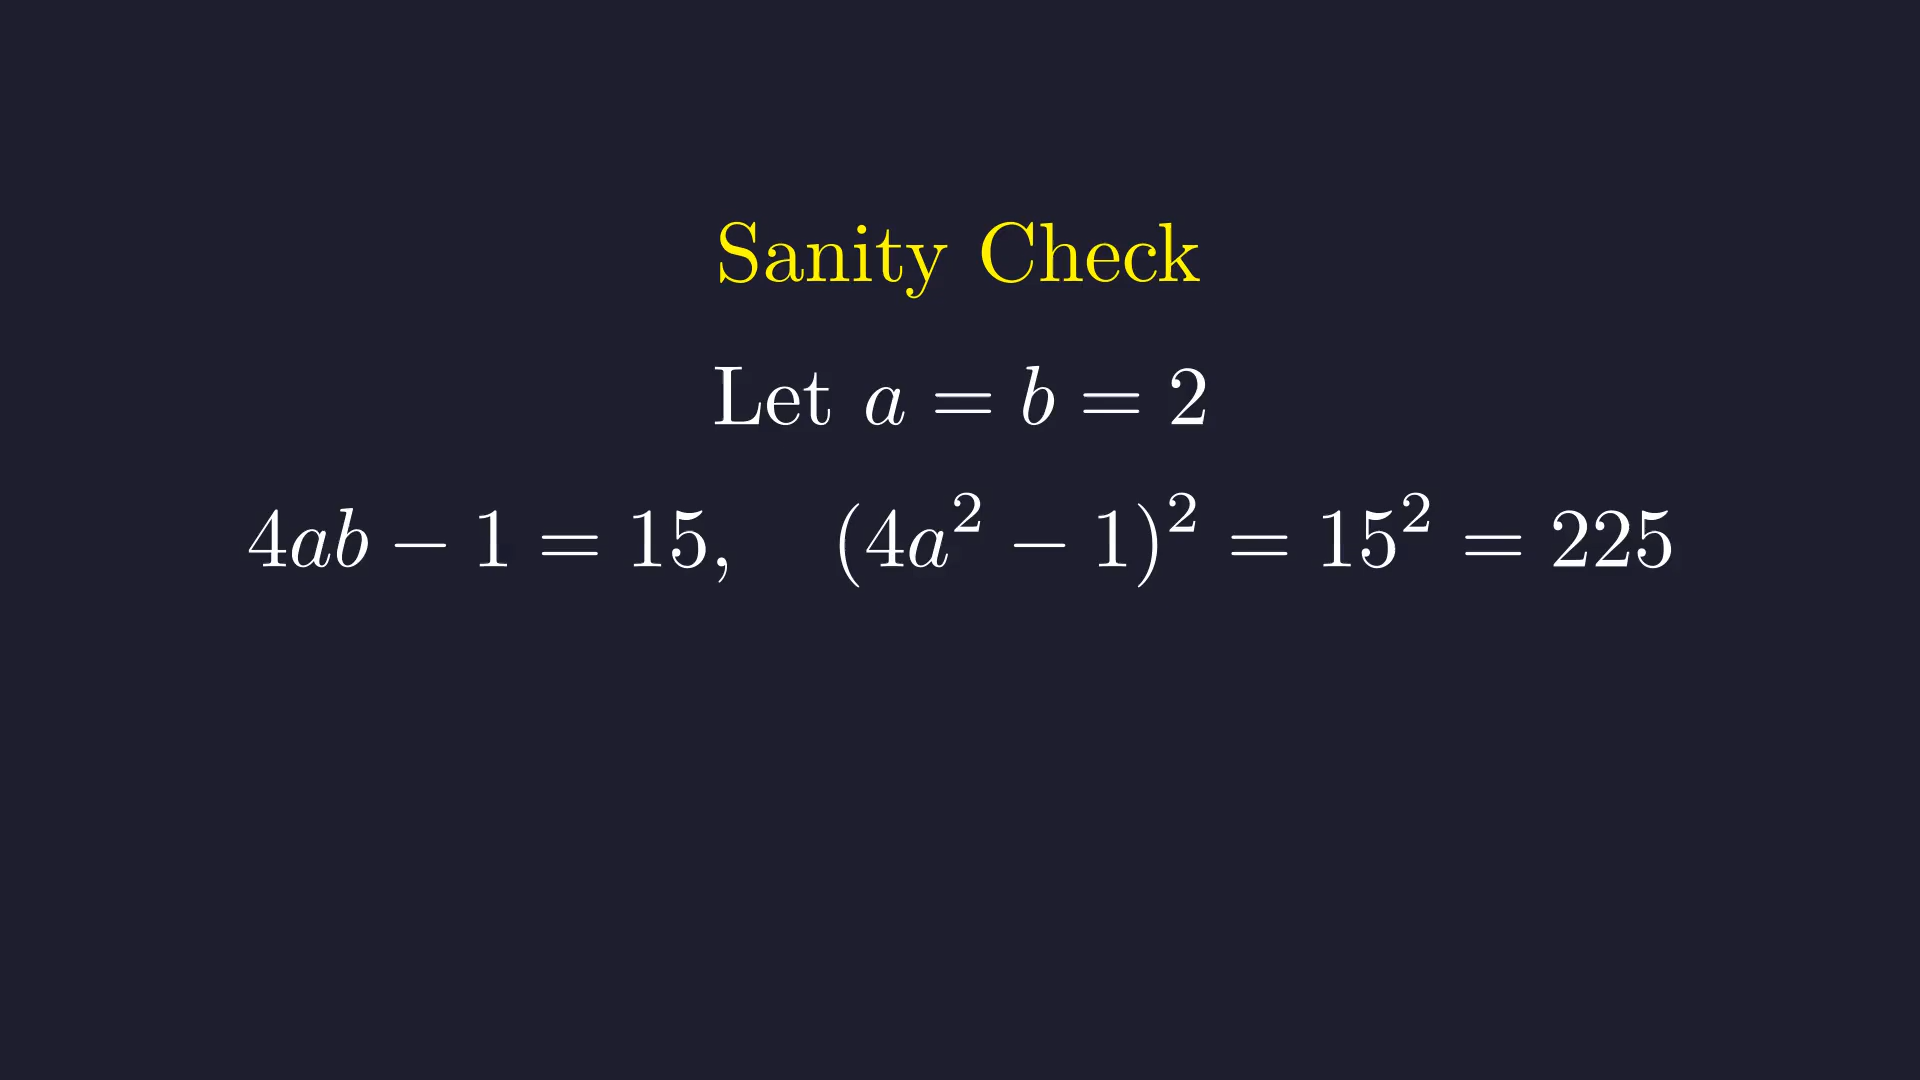 Sanity Check
Let a = b = 2
4ab − 1 = 15, (4a² − 1)² = 15² = 225